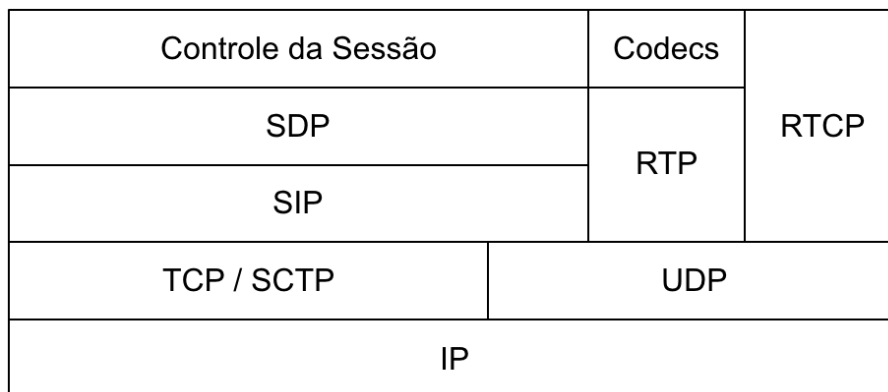 Controle da Sessão
Codecs
RTCP
SDP
RTP
SIP
TCP / SCTP
UDP
IP